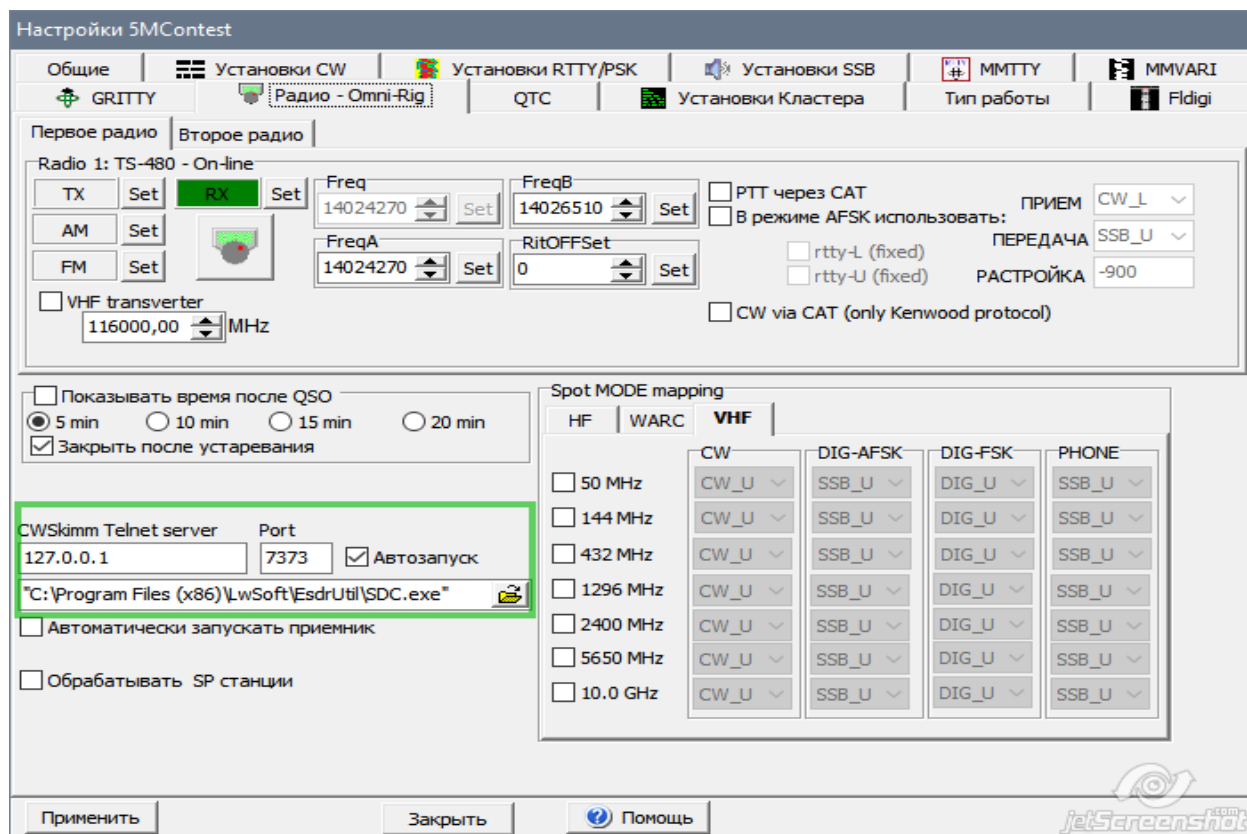 Настройки 5MContest
Общие Установки CW Установки RTTY/PSK Установки SSB MMTTY MMVARI
GRITTY Радио - Omni-Rig QTC Установки Кластера Тип работы Fldigi
Первое радио Второе радио
Radio 1: TS-480 - On-line
TX Set RX Set
AM Set
FM Set
VHF transverter
116000,00 MHz
Freq
14024270 Set
FreqB
14026510 Set
FreqA
14024270 Set
RitOFFSet
0 Set
PTT через CAT
В режиме AFSK использовать:
rtty-L (fixed)
rtty-U (fixed)
ПРИЕМ CW_L
ПЕРЕДАЧА SSB_U
РАСТРОЙКА -900
CW via CAT (only Kenwood protocol)
Показывать время после QSO
5 min 10 min 15 min 20 min
Закрыть после устаревания
CWSkimm Telnet server Port
127.0.0.1 7373 Автозапуск
"C:\Program Files (x86)\LwSoft\EsdrUtil\SDC.exe"
Автоматически запускать приемник
Обрабатывать SP станции
Spot MODE mapping
HF WARC VHF
CW DIG-AFSK DIG-FSK PHONE
50 MHz CW_U SSB_U DIG_U SSB_U
144 MHz CW_U SSB_U DIG_U SSB_U
432 MHz CW_U SSB_U DIG_U SSB_U
1296 MHz CW_U SSB_U DIG_U SSB_U
2400 MHz CW_U SSB_U DIG_U SSB_U
5650 MHz CW_U SSB_U DIG_U SSB_U
10.0 GHz CW_U SSB_U DIG_U SSB_U
Применить Закрыть Помощь
jetScreenshot.com